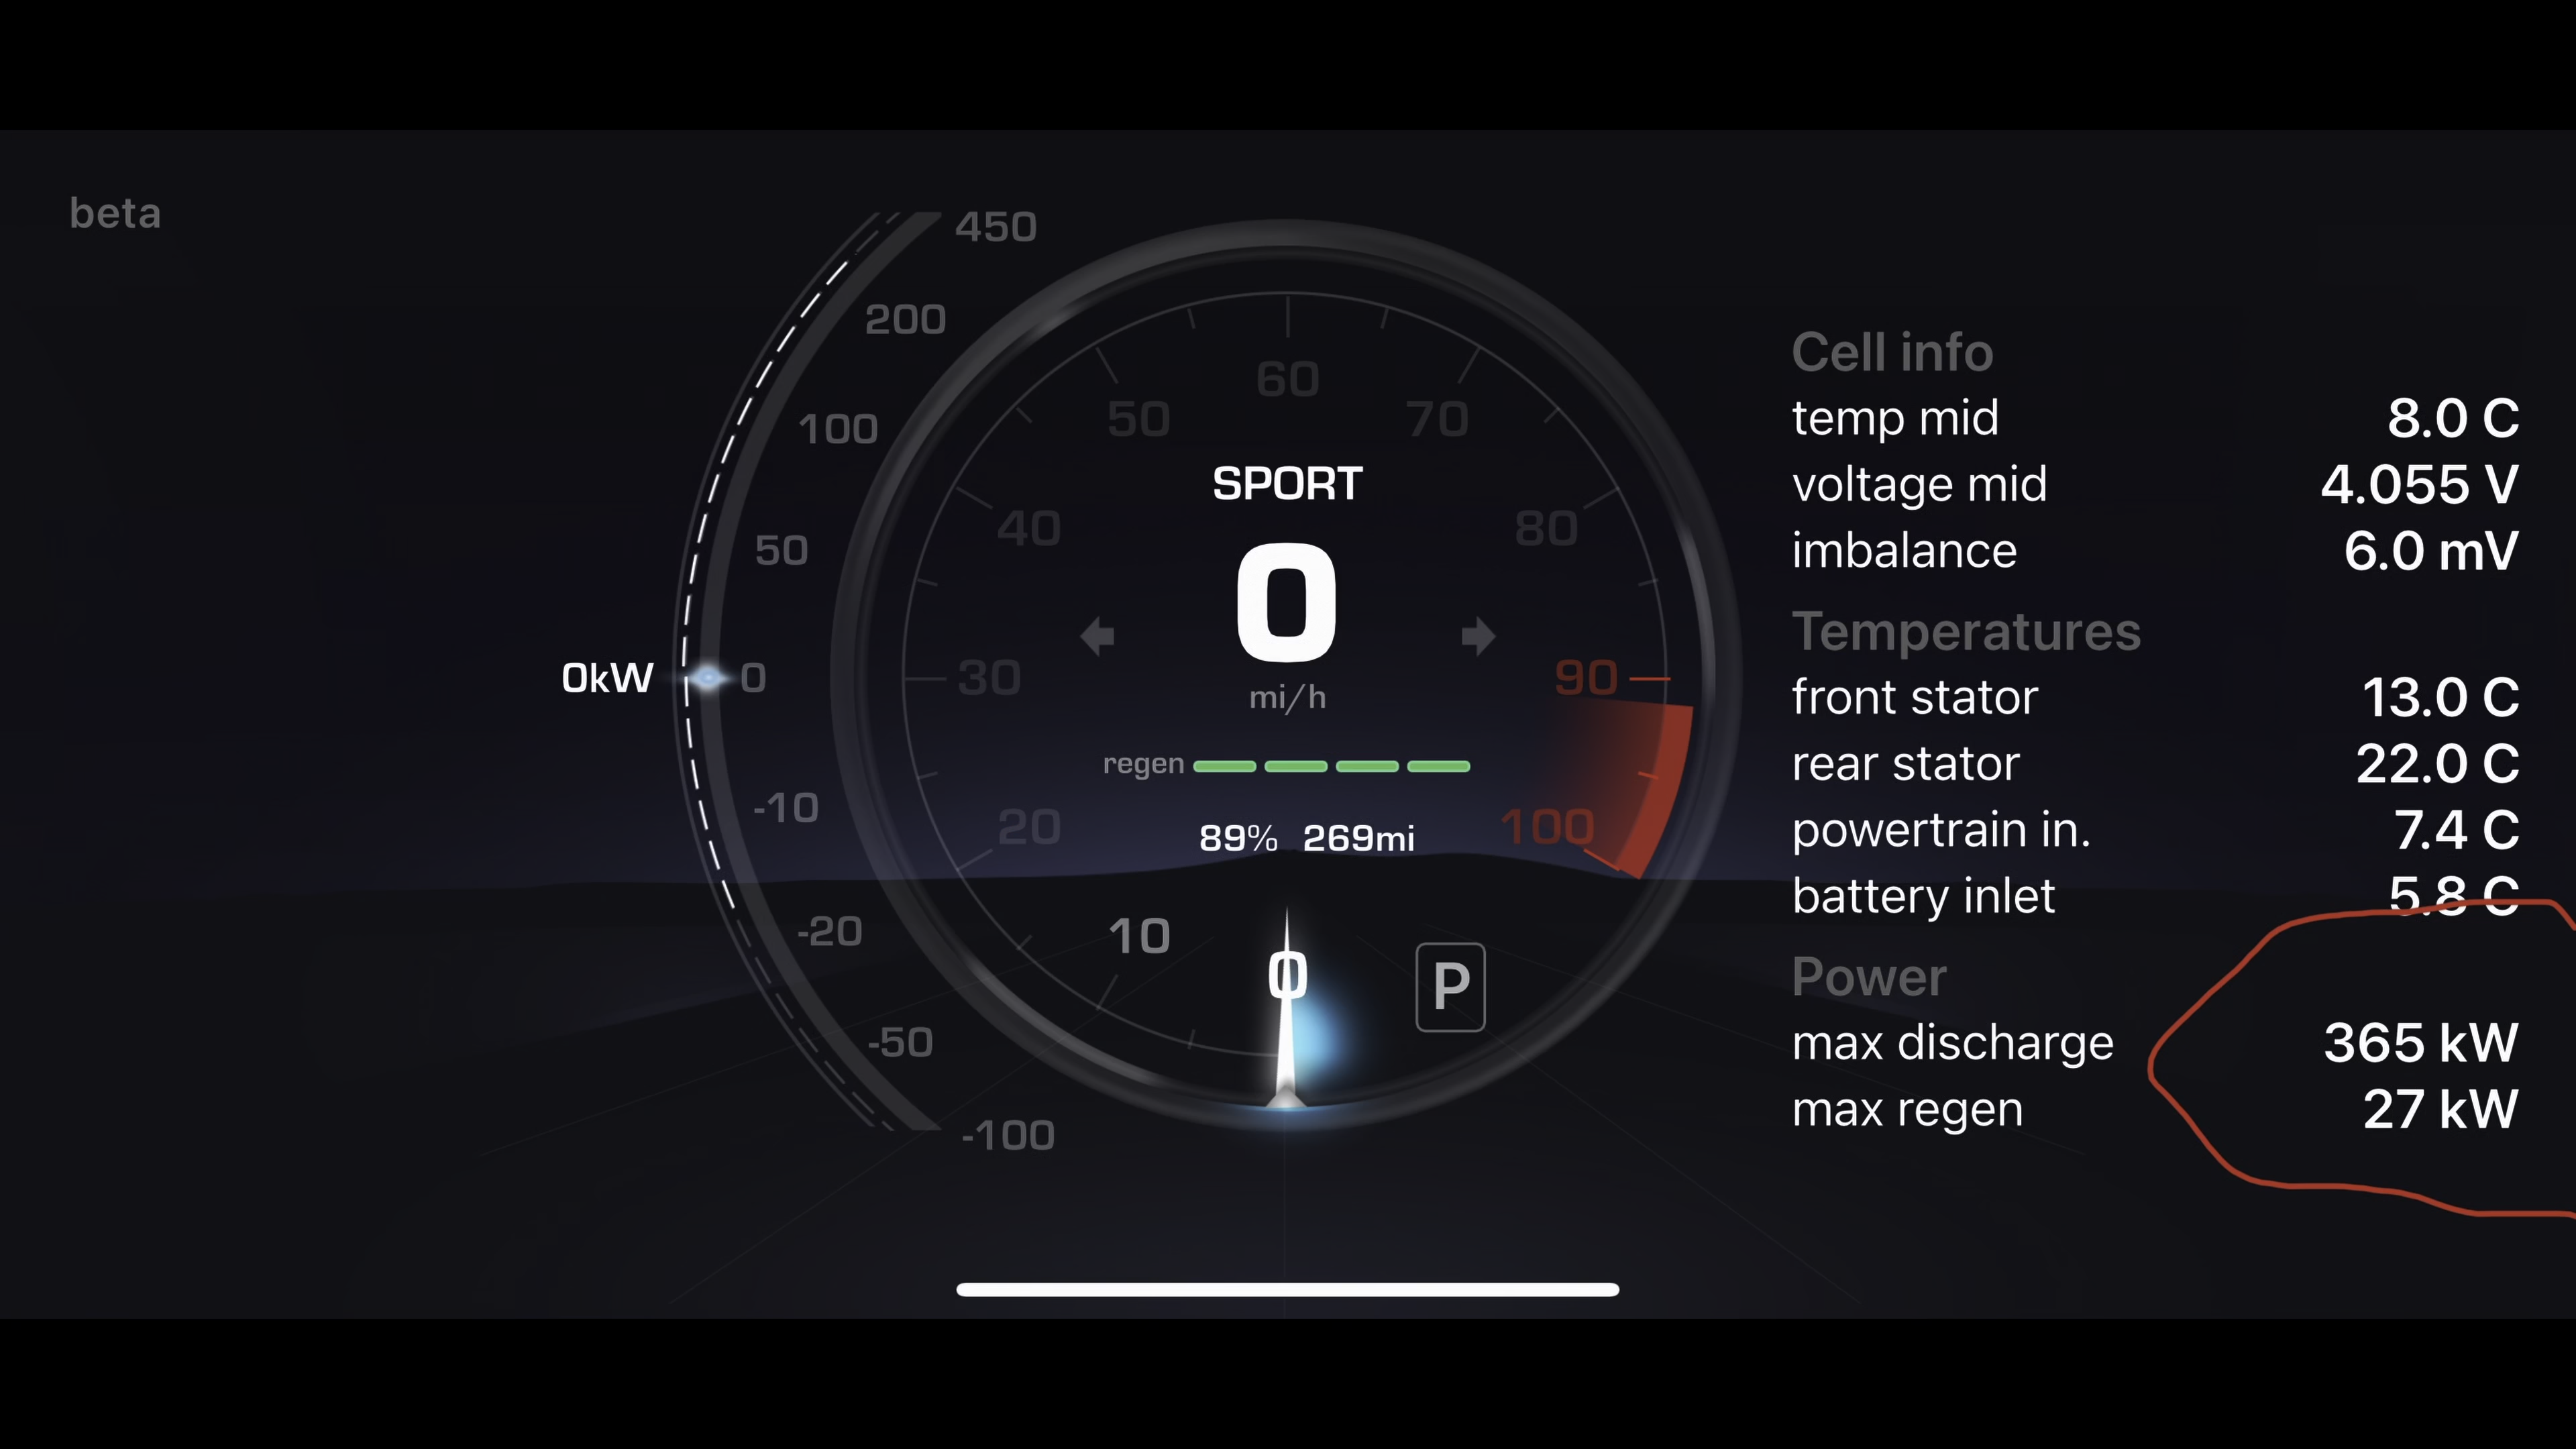 beta
450
200
100
50
0kW 0
-10
-20
-50
-100
60
50 70
40 80
30 90
20 100
10
0
SPORT
0
mi/h
regen
89% 269mi
P
Cell info
temp mid 8.0 C
voltage mid 4.055 V
imbalance 6.0 mV
Temperatures
front stator 13.0 C
rear stator 22.0 C
powertrain in. 7.4 C
battery inlet 5.8 C
Power
max discharge 365 kW
max regen 27 kW